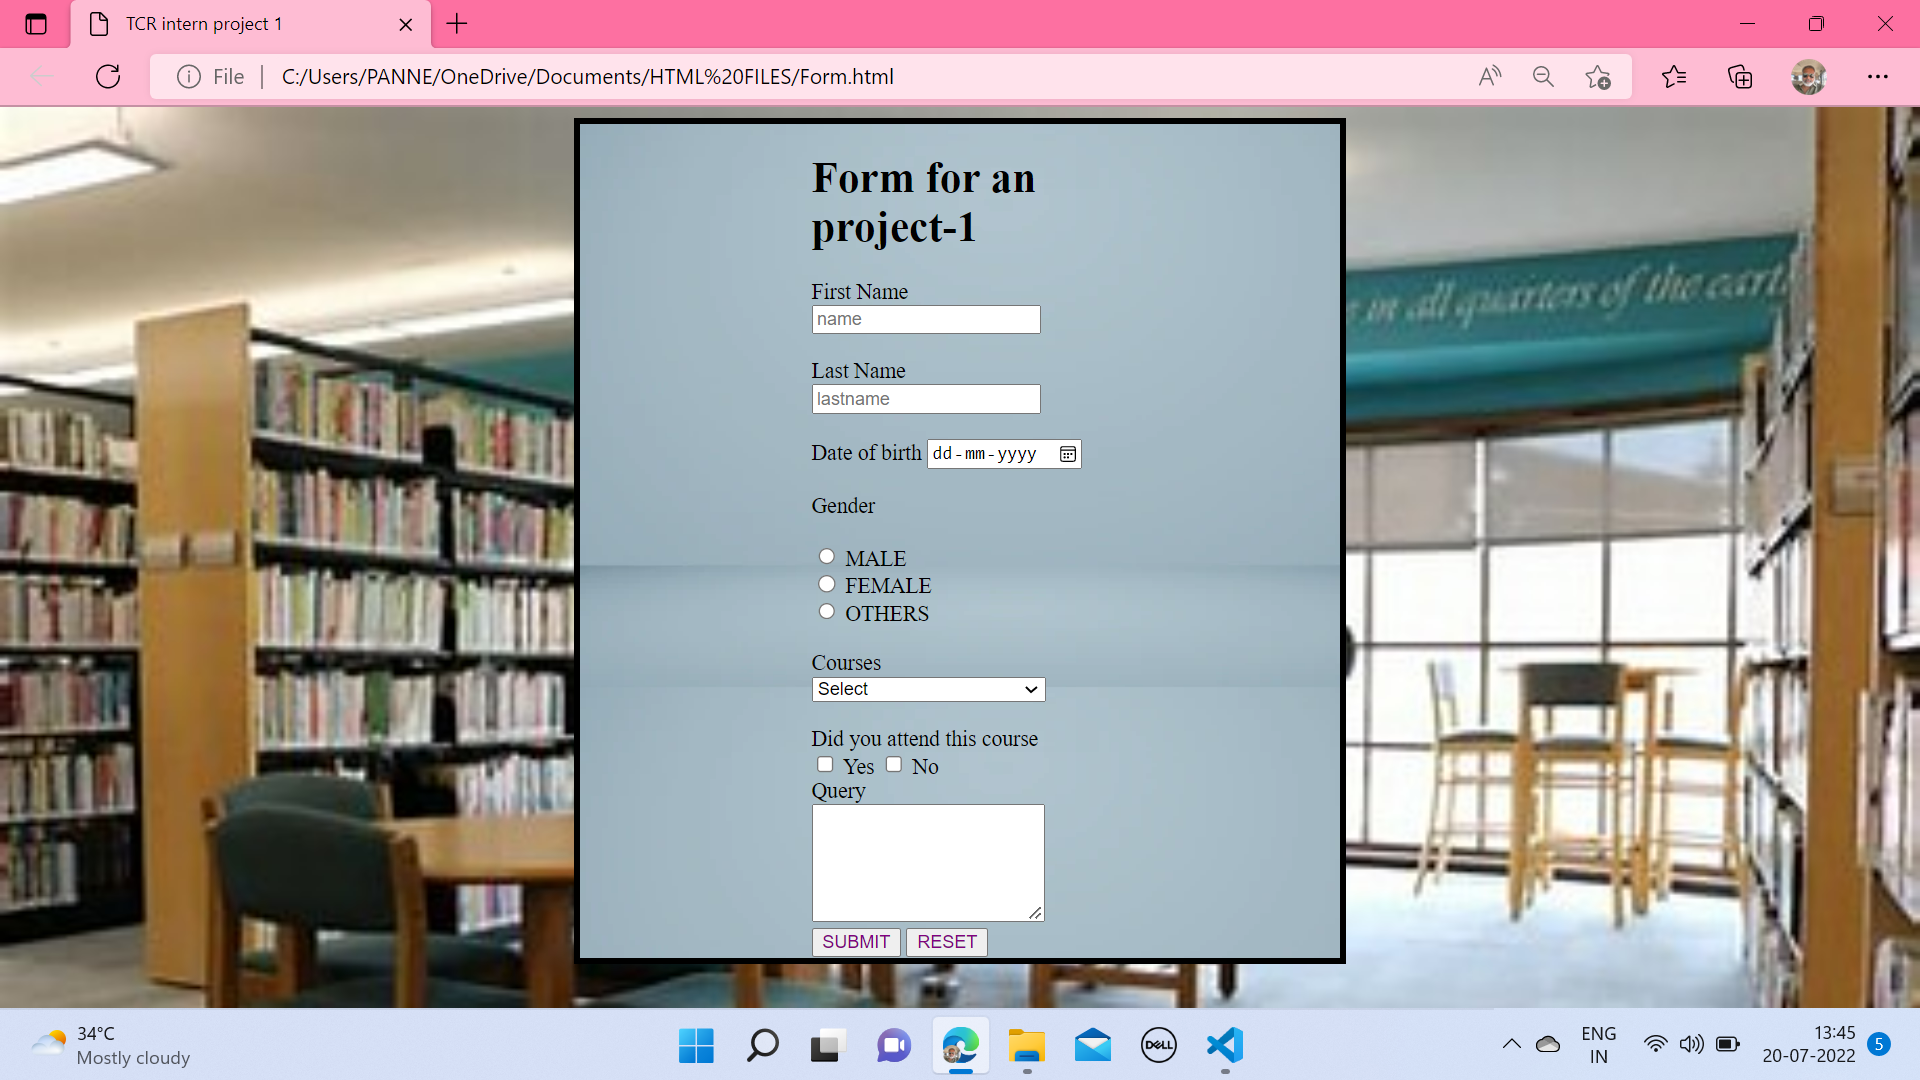 TCR intern project 1
File
C:/Users/PANNE/OneDrive/Documents/HTML%20FILES/Form.html
Form for an
project-1
First Name
name
Last Name
lastname
Date of birth dd-mm-yyyy
Gender
MALE
FEMALE
OTHERS
Courses
Select
Did you attend this course
Yes No
Query
SUBMIT RESET
in all quarters of the eart
34°C
Mostly cloudy
DELL
ENG
IN
13:45
20-07-2022
5